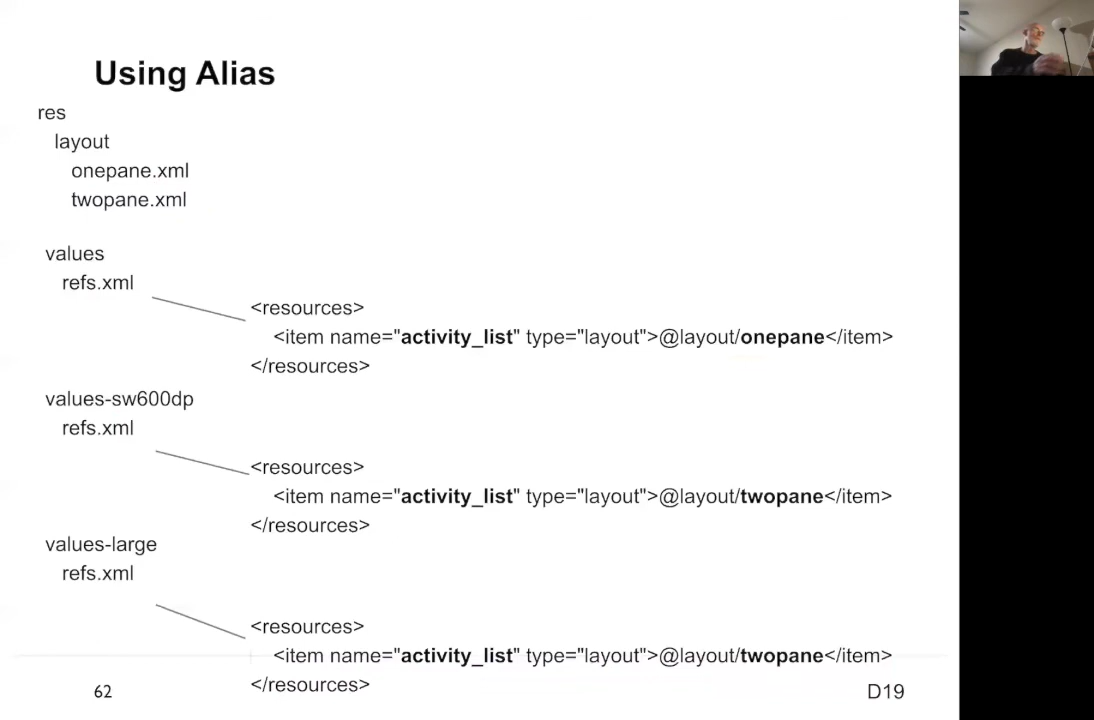 Using Alias
res
layout
onepane.xml
twopane.xml
values
refs.xml
<resources>
<item name="activity_list" type="layout">@layout/onepane</item>
</resources>
values-sw600dp
refs.xml
<resources>
<item name="activity_list" type="layout">@layout/twopane</item>
</resources>
values-large
refs.xml
<resources>
<item name="activity_list" type="layout">@layout/twopane</item>
</resources>
62
D19